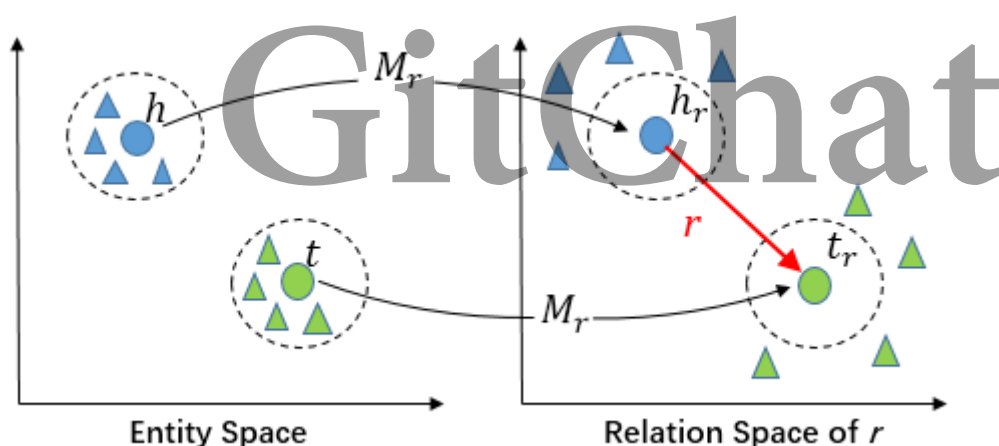 GitChat
M_r
h
h_r
r
t
t_r
M_r
Entity Space
Relation Space of r